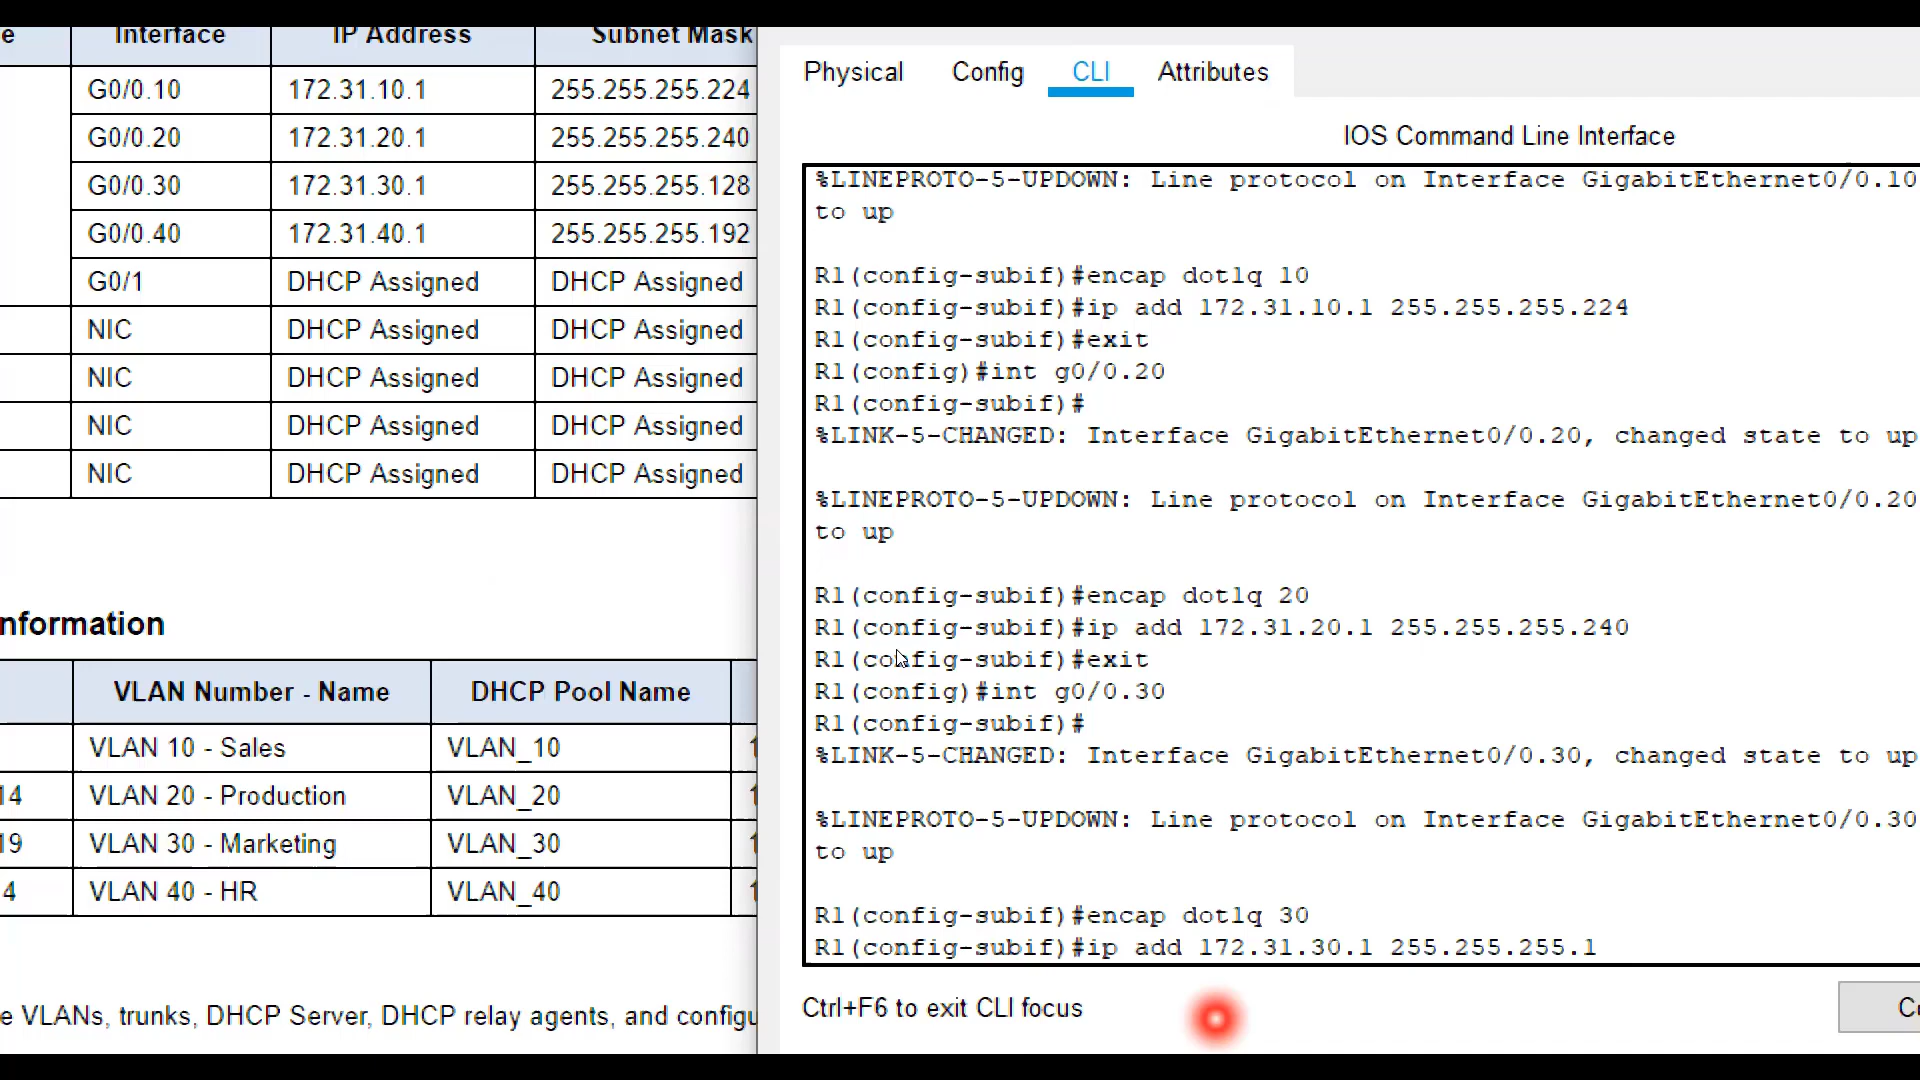 e Interface IP Address Subnet Mask
G0/0.10 172.31.10.1 255.255.255.224
G0/0.20 172.31.20.1 255.255.255.240
G0/0.30 172.31.30.1 255.255.255.128
G0/0.40 172.31.40.1 255.255.255.192
G0/1 DHCP Assigned DHCP Assigned
NIC DHCP Assigned DHCP Assigned
NIC DHCP Assigned DHCP Assigned
NIC DHCP Assigned DHCP Assigned
NIC DHCP Assigned DHCP Assigned
nformation
VLAN Number - Name DHCP Pool Name
VLAN 10 - Sales VLAN_10 1
14 VLAN 20 - Production VLAN_20 1
19 VLAN 30 - Marketing VLAN_30 1
4 VLAN 40 - HR VLAN_40 1
e VLANs, trunks, DHCP Server, DHCP relay agents, and configu
Physical Config CLI Attributes
IOS Command Line Interface
%LINEPROTO-5-UPDOWN: Line protocol on Interface GigabitEthernet0/0.10
to up
R1(config-subif)#encap dot1q 10
R1(config-subif)#ip add 172.31.10.1 255.255.255.224
R1(config-subif)#exit
R1(config)#int g0/0.20
R1(config-subif)#
%LINK-5-CHANGED: Interface GigabitEthernet0/0.20, changed state to up
%LINEPROTO-5-UPDOWN: Line protocol on Interface GigabitEthernet0/0.20
to up
R1(config-subif)#encap dot1q 20
R1(config-subif)#ip add 172.31.20.1 255.255.255.240
R1(config-subif)#exit
R1(config)#int g0/0.30
R1(config-subif)#
%LINK-5-CHANGED: Interface GigabitEthernet0/0.30, changed state to up
%LINEPROTO-5-UPDOWN: Line protocol on Interface GigabitEthernet0/0.30
to up
R1(config-subif)#encap dot1q 30
R1(config-subif)#ip add 172.31.30.1 255.255.255.1
Ctrl+F6 to exit CLI focus
Co